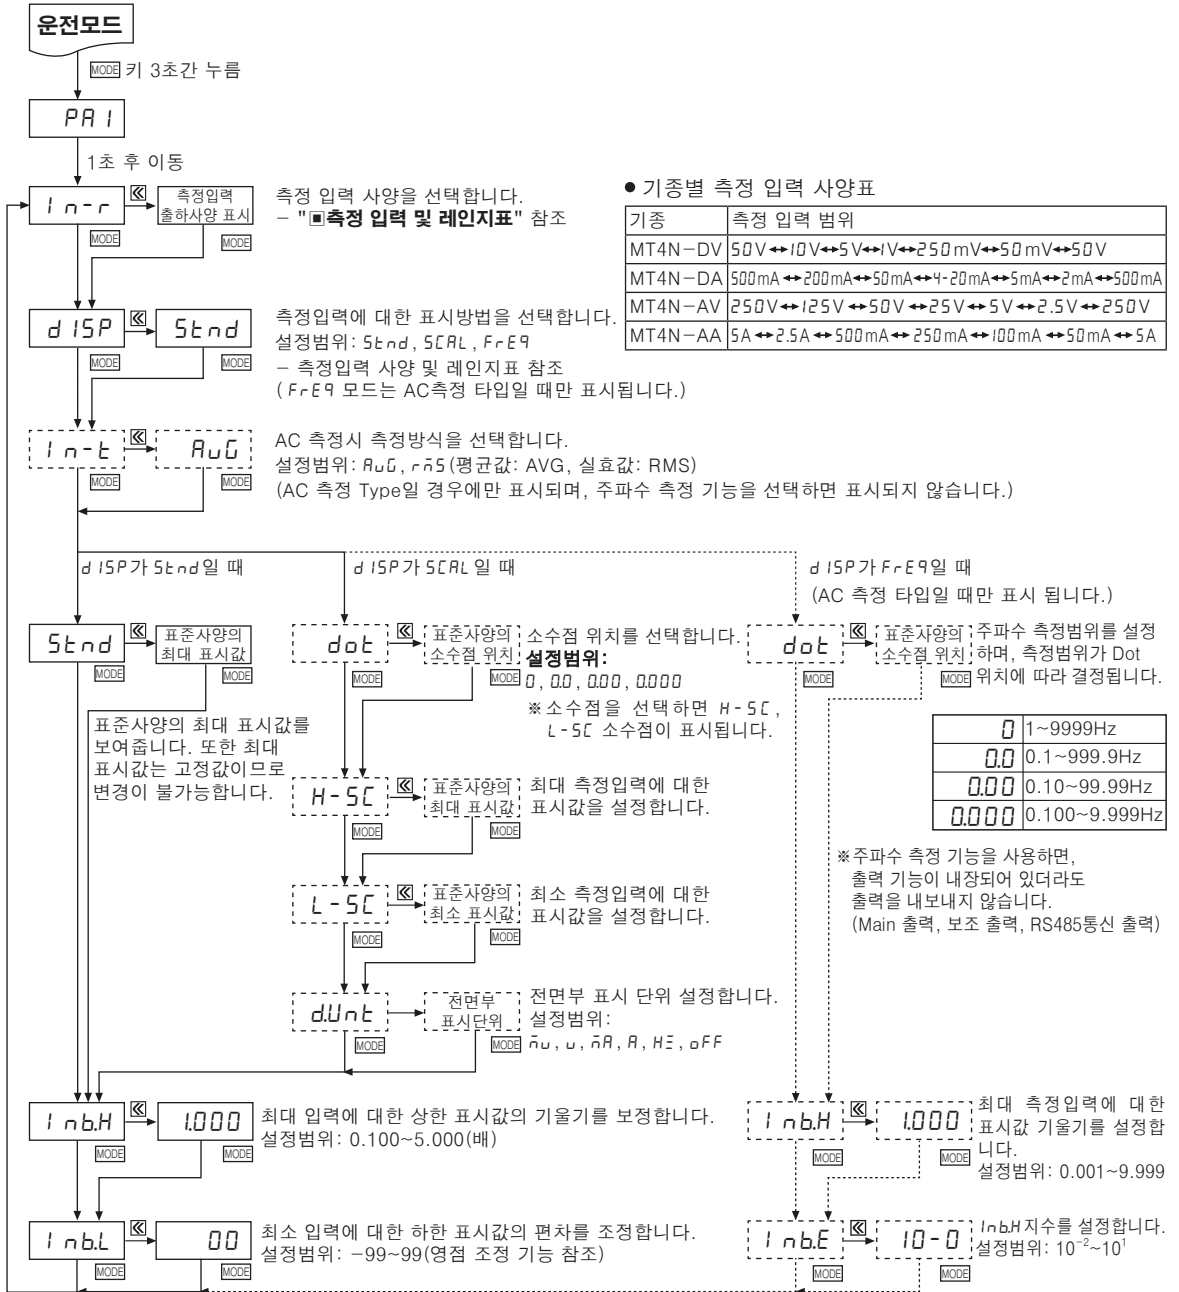 운전모드
MODE 키 3초간 누름
PA1
1초 후 이동
In-r
측정입력
출하사양 표시
MODE
MODE
측정 입력 사양을 선택합니다.
- "▣측정 입력 및 레인지표" 참조
● 기종별 측정 입력 사양표
기종 측정 입력 범위
MT4N-DV 50V↔10V↔5V↔1V↔250mV↔50mV↔50V
MT4N-DA 500mA↔200mA↔50mA↔4-20mA↔5mA↔2mA↔500mA
MT4N-AV 250V↔125V↔50V↔25V↔5V↔2.5V↔250V
MT4N-AA 5A↔2.5A↔500mA↔250mA↔100mA↔50mA↔5A
dISP
Stnd
MODE
MODE
측정입력에 대한 표시방법을 선택합니다.
설정범위: Stnd, SCAL, FrEq
- 측정입력 사양 및 레인지표 참조
( FrEq 모드는 AC측정 타입일 때만 표시됩니다.)
In-t
AvG
MODE
MODE
AC 측정시 측정방식을 선택합니다.
설정범위: AvG, rmS(평균값: AVG, 실효값: RMS)
(AC 측정 Type일 경우에만 표시되며, 주파수 측정 기능을 선택하면 표시되지 않습니다.)
dISP가 Stnd일 때
dISP가 SCAL일 때
dISP가 FrEq일 때
(AC 측정 타입일 때만 표시 됩니다.)
Stnd
표준사양의
최대 표시값
MODE
MODE
표준사양의 최대 표시값을
보여줍니다. 또한 최대
표시값는 고정값이므로
변경이 불가능합니다.
dot
표준사양의
소수점 위치
MODE
MODE
소수점 위치를 선택합니다.
설정범위:
0, 0.0, 0.00, 0.000
※소수점을 선택하면 H-SC,
L-SC 소수점이 표시됩니다.
dot
표준사양의
소수점 위치
MODE
MODE
주파수 측정범위를 설정
하며, 측정범위가 Dot
위치에 따라 결정됩니다.
0 1~9999Hz
0.0 0.1~999.9Hz
0.00 0.10~99.99Hz
0.000 0.100~9.999Hz
※주파수 측정 기능을 사용하면,
출력 기능이 내장되어 있더라도
출력을 내보내지 않습니다.
(Main 출력, 보조 출력, RS485통신 출력)
H-SC
표준사양의
최대 표시값
MODE
MODE
최대 측정입력에 대한
표시값을 설정합니다.
L-SC
표준사양의
최소 표시값
MODE
MODE
최소 측정입력에 대한
표시값을 설정합니다.
d.Unt
전면부
표시단위
MODE
MODE
전면부 표시 단위 설정합니다.
설정범위:
mv, v, mA, A, HZ, oFF
Inb.H
1.000
MODE
MODE
최대 입력에 대한 상한 표시값의 기울기를 보정합니다.
설정범위: 0.100~5.000(배)
Inb.H
1.000
MODE
MODE
최대 측정입력에 대한
표시값 기울기를 설정합
니다.
설정범위: 0.001~9.999
Inb.L
00
MODE
MODE
최소 입력에 대한 하한 표시값의 편차를 조정합니다.
설정범위: -99~99(영점 조정 기능 참조)
Inb.E
10-0
MODE
MODE
Inb.H 지수를 설정합니다.
설정범위: 10⁻²~10¹